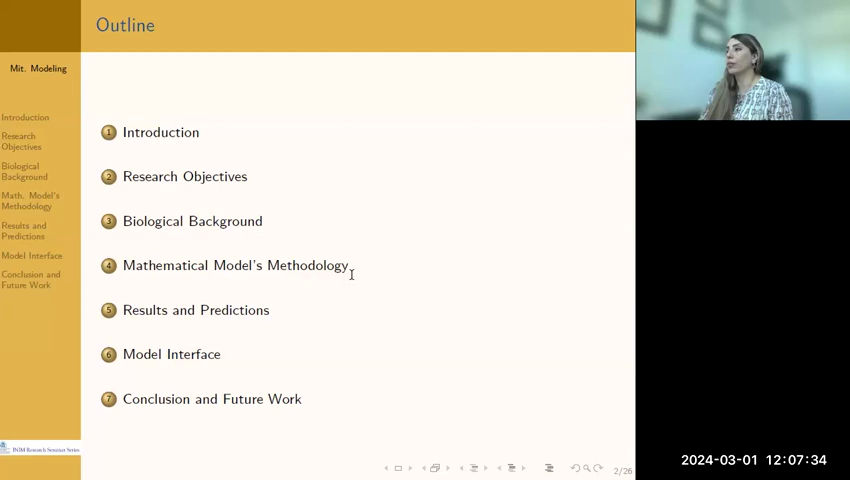 Outline
Mit. Modeling
Introduction
Research
Objectives
Biological
Background
Math. Model's
Methodology
Results and
Predictions
Model Interface
Conclusion and
Future Work
1 Introduction
2 Research Objectives
3 Biological Background
4 Mathematical Model's Methodology
5 Results and Predictions
6 Model Interface
7 Conclusion and Future Work
INIM Research Seminar Series
2/26
2024-03-01 12:07:34